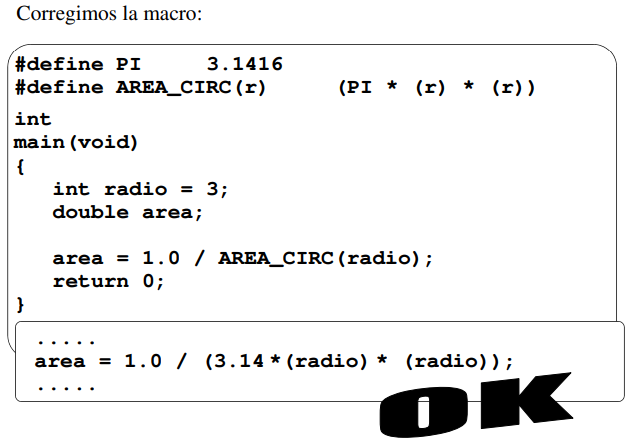 Corregimos la macro:
#define PI     3.1416
#define AREA_CIRC(r)     (PI * (r) * (r))
int
main(void)
{
   int radio = 3;
   double area;
   area = 1.0 / AREA_CIRC(radio);
   return 0;
}
.....
area = 1.0 / (3.14*(radio)* (radio));
.....
OK